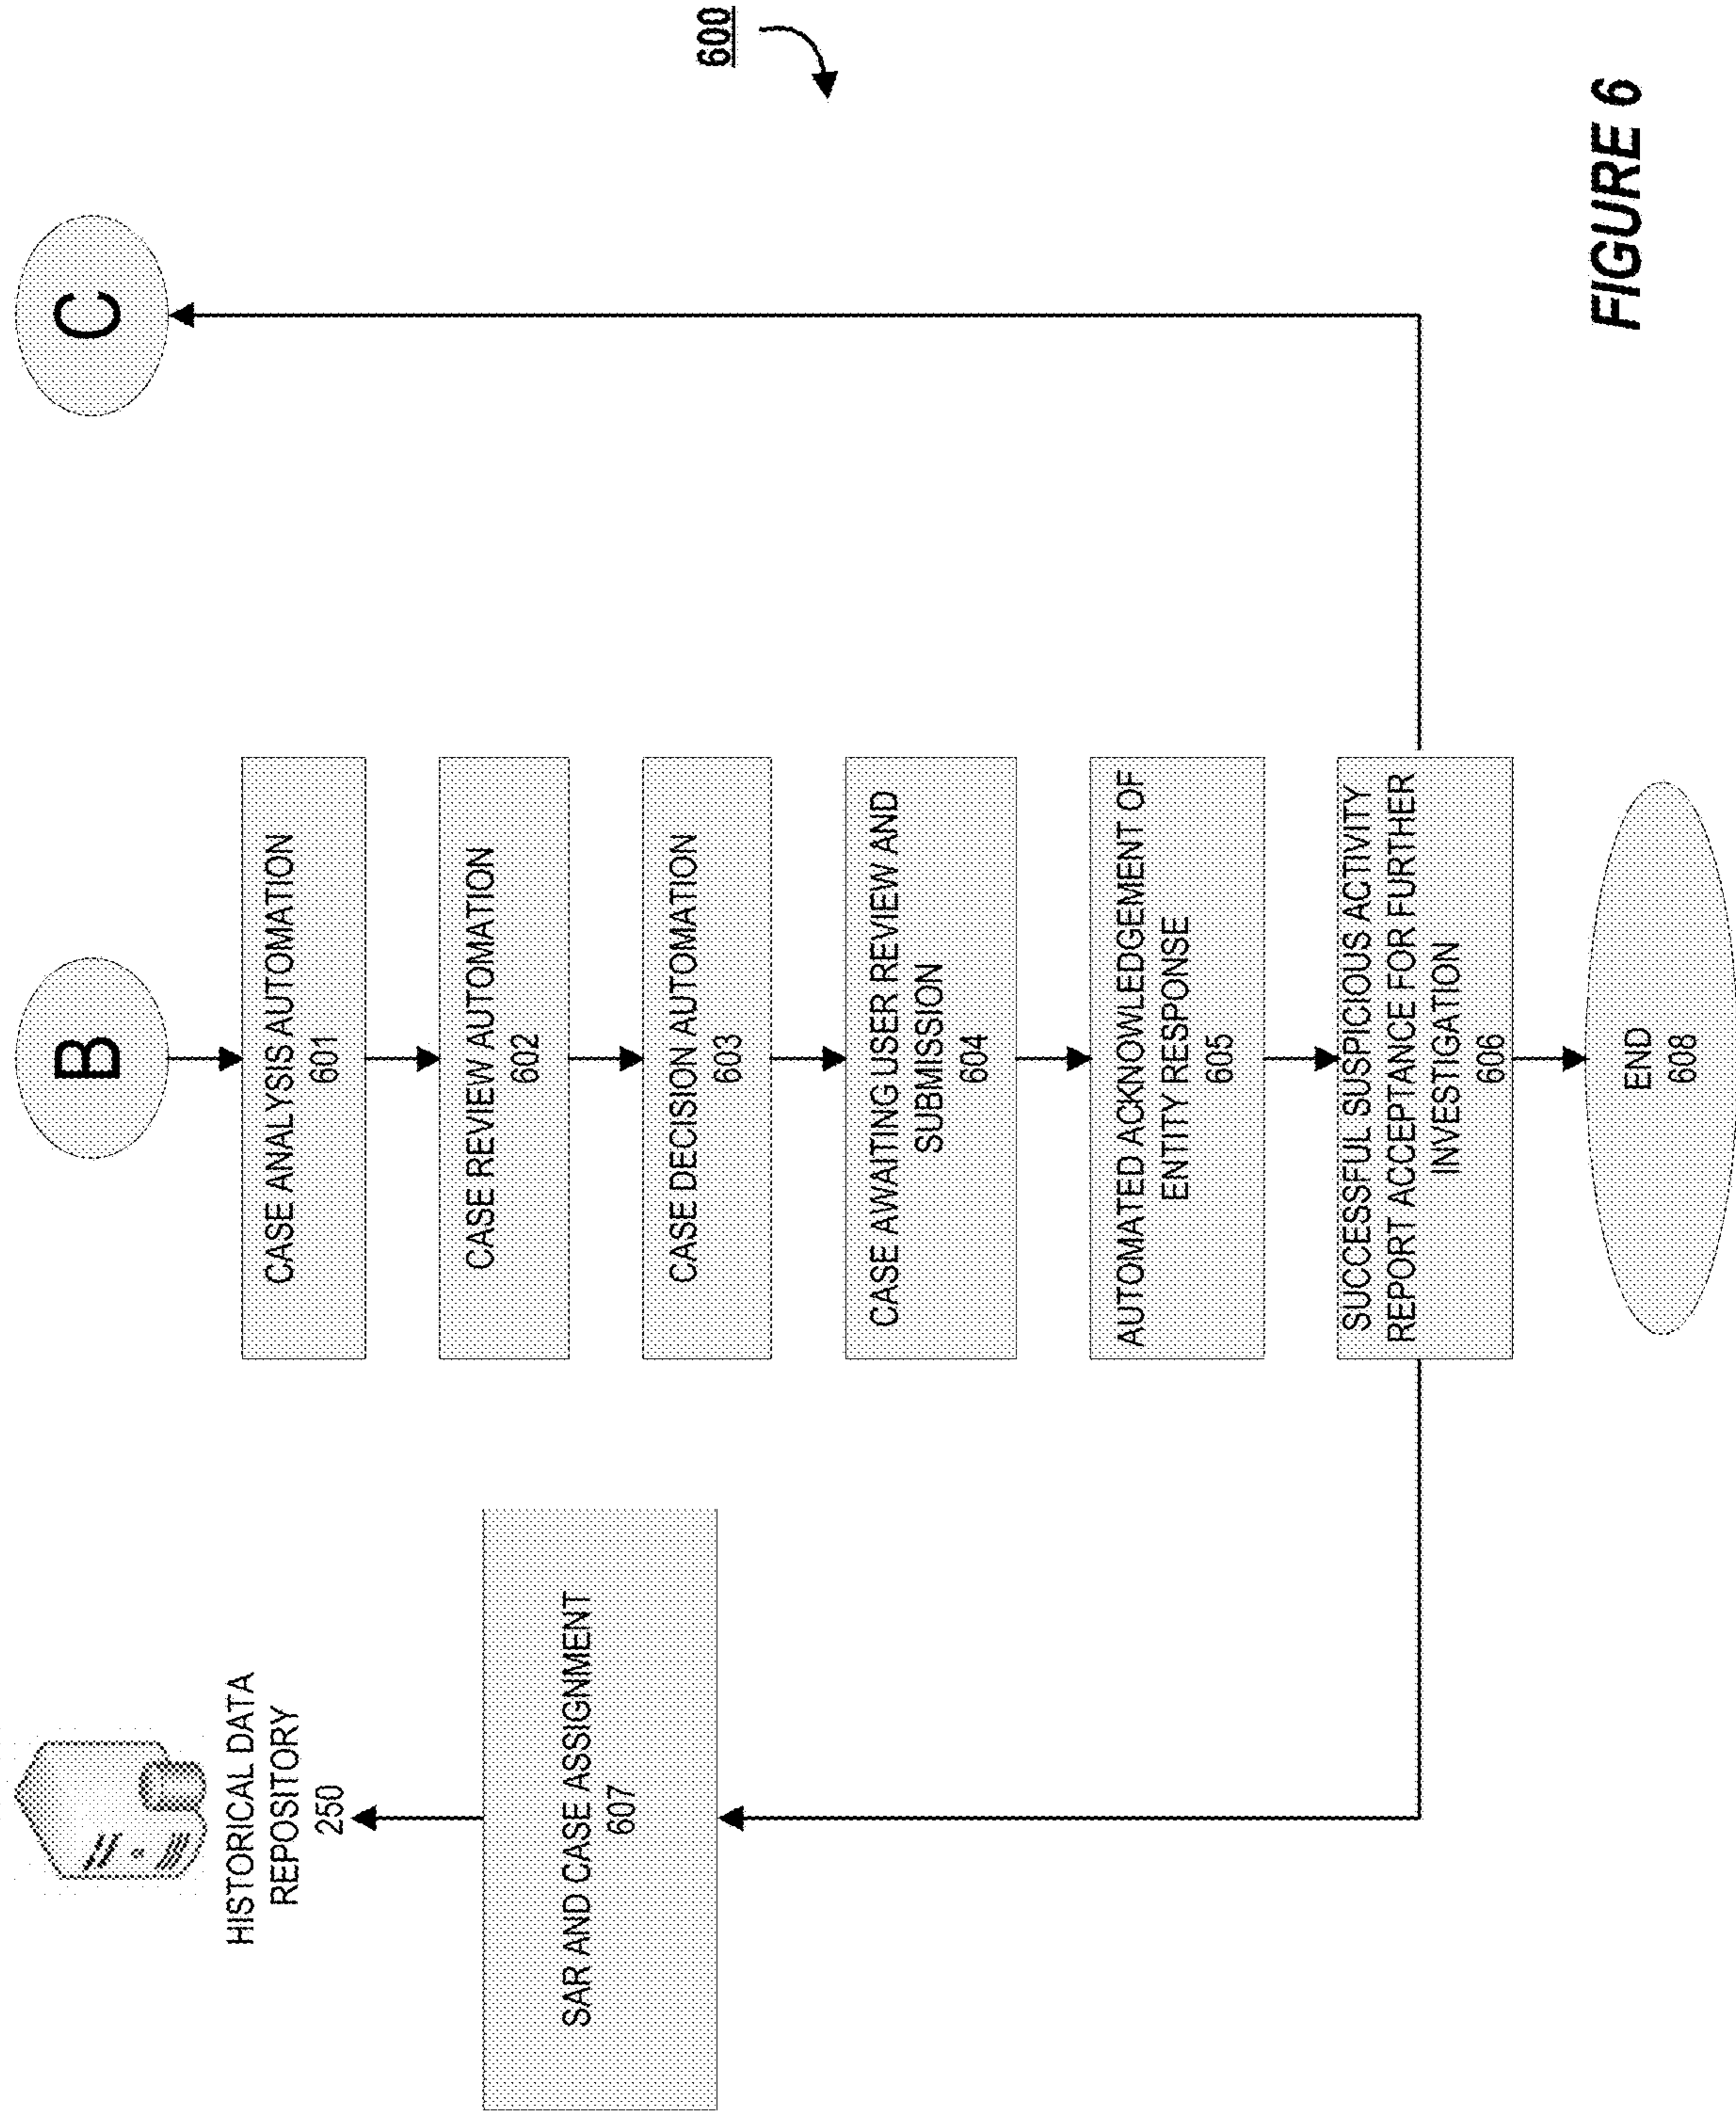 600
B
C
HISTORICAL DATA
REPOSITORY
250
CASE ANALYSIS AUTOMATION
601
CASE REVIEW AUTOMATION
602
CASE DECISION AUTOMATION
603
SAR AND CASE ASSIGNMENT
607
CASE AWAITING USER REVIEW AND
SUBMISSION
604
AUTOMATED ACKNOWLEDGEMENT OF
ENTITY RESPONSE
605
SUCCESSFUL SUSPICIOUS ACTIVITY
REPORT ACCEPTANCE FOR FURTHER
INVESTIGATION
606
END
608
FIGURE 6